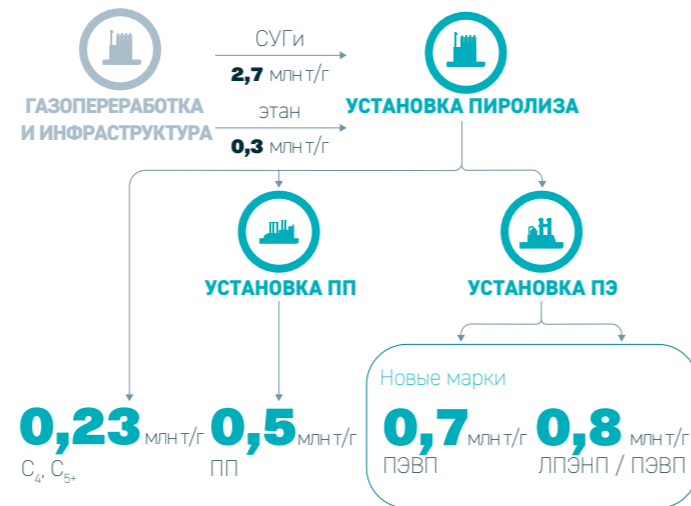 СУГи
2,7 млн т/г
ГАЗОПЕРЕРАБОТКА
И ИНФРАСТРУКТУРА
этан
0,3 млн т/г
УСТАНОВКА ПИРОЛИЗА
УСТАНОВКА ПП
УСТАНОВКА ПЭ
Новые марки
0,23 млн т/г
C₄, C₅₊
0,5 млн т/г
ПП
0,7 млн т/г
ПЭВП
0,8 млн т/г
ЛПЭНП / ПЭВП